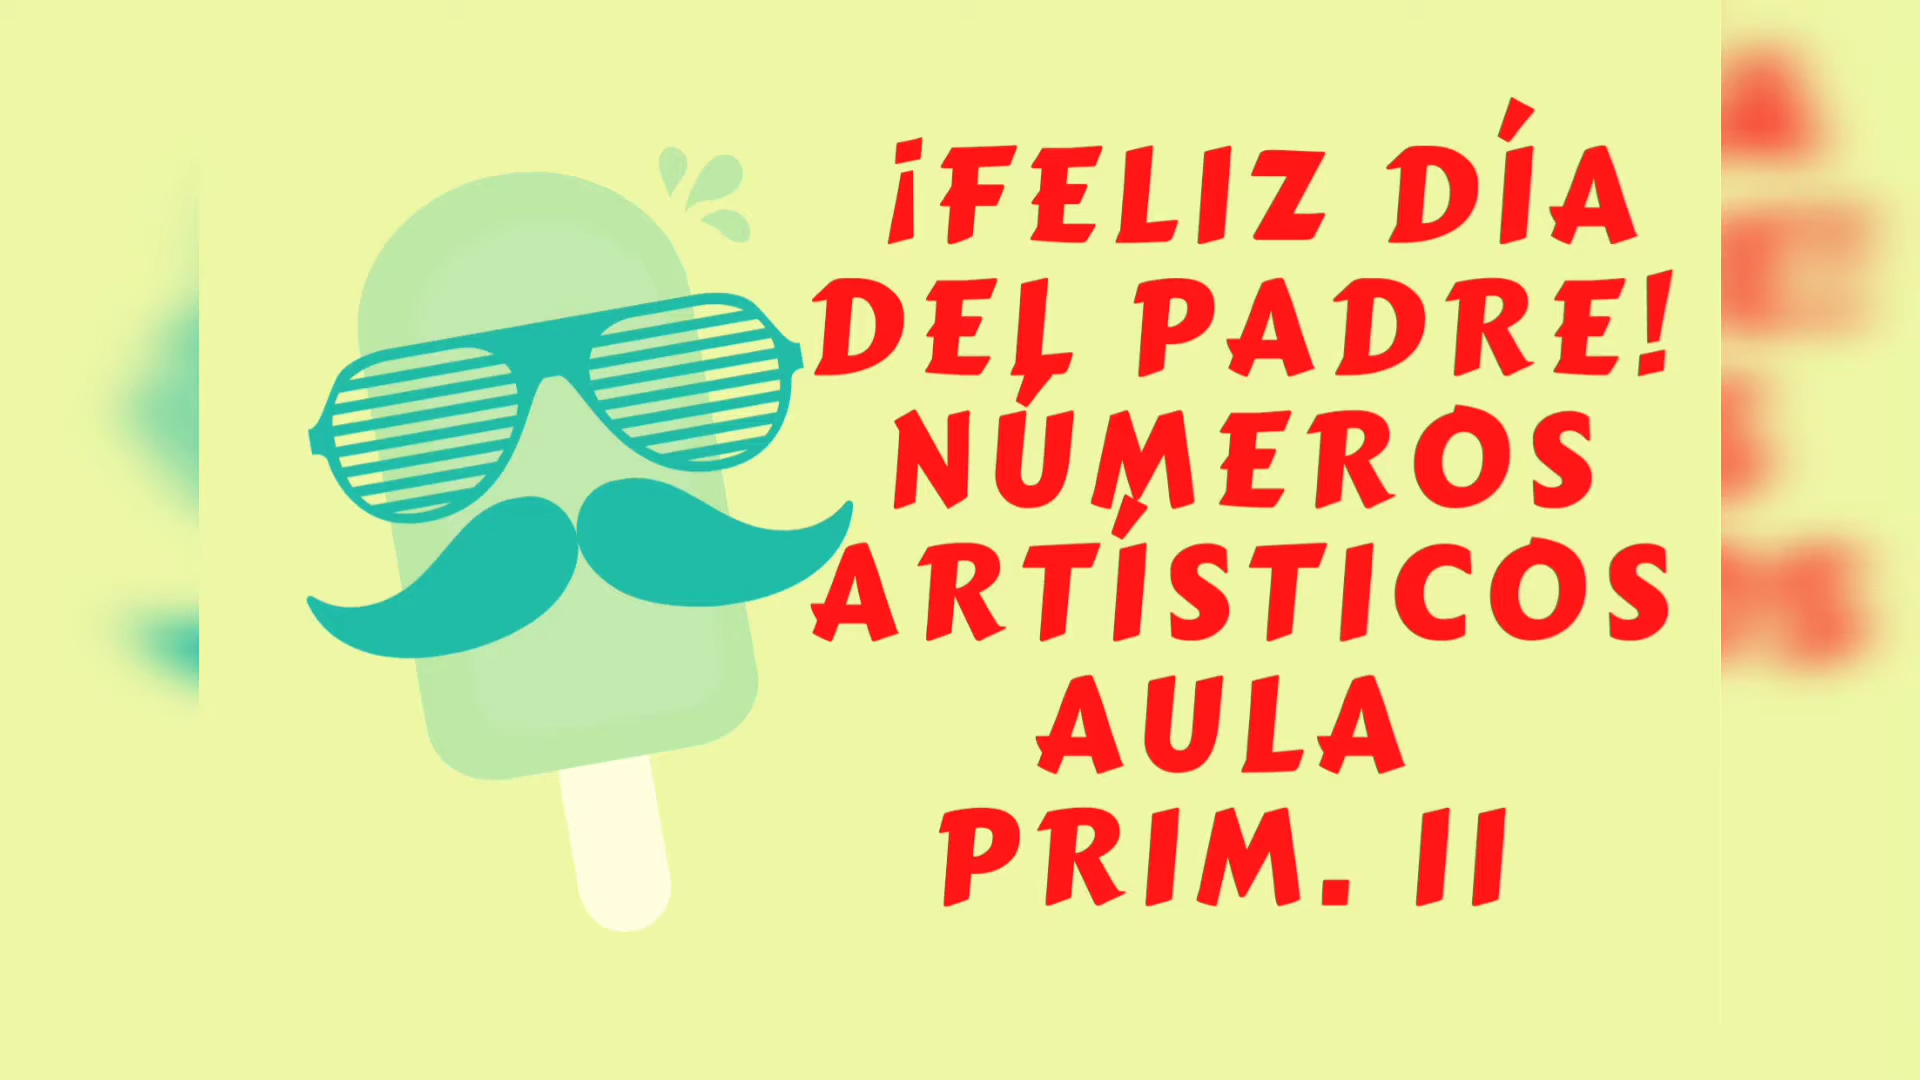 ¡FELIZ DÍA
DEL PADRE!
NÚMEROS
ARTÍSTICOS
AULA
PRIM. II